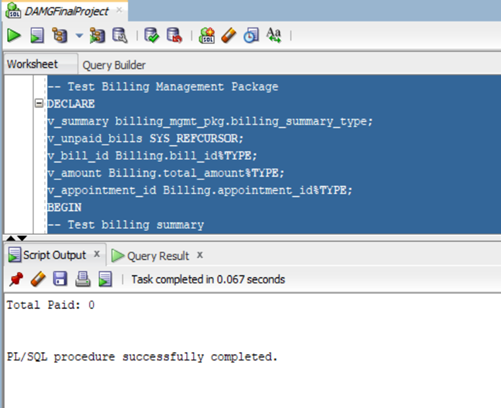 DAMGFinalProject
Worksheet Query Builder
-- Test Billing Management Package
DECLARE
v_summary billing_mgmt_pkg.billing_summary_type;
v_unpaid_bills SYS_REFCURSOR;
v_bill_id Billing.bill_id%TYPE;
v_amount Billing.total_amount%TYPE;
v_appointment_id Billing.appointment_id%TYPE;
BEGIN
-- Test billing summary
Script Output x Query Result x
Task completed in 0.067 seconds
Total Paid: 0
PL/SQL procedure successfully completed.